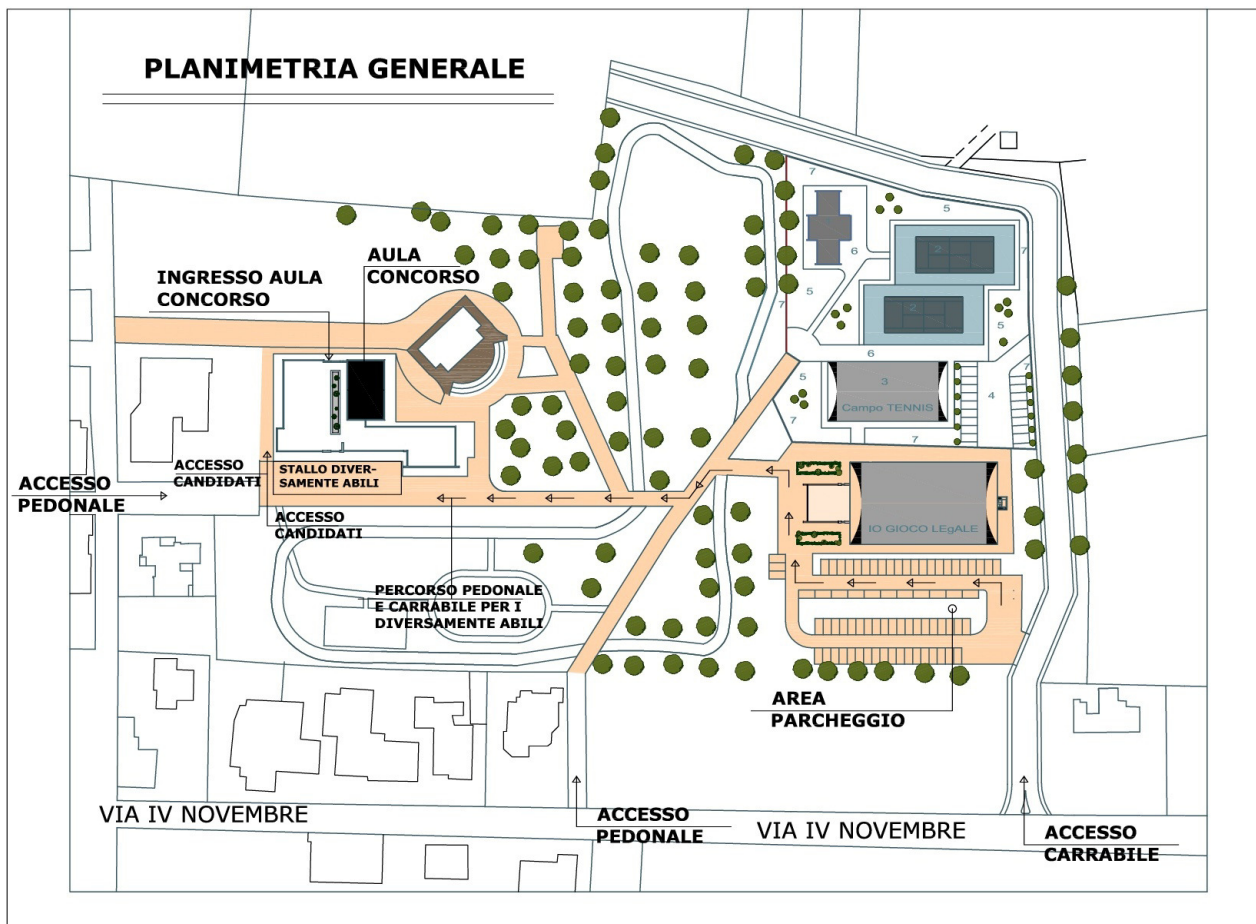 PLANIMETRIA GENERALE
INGRESSO AULA
CONCORSO
AULA
CONCORSO
7
5
2
7
6
5
7
2
5
6
7
5
3
Campo TENNIS
4
7
7
ACCESSO
CANDIDATI
STALLO DIVER-
SAMENTE ABILI
ACCESSO
PEDONALE
ACCESSO
CANDIDATI
IO GIOCO LEgALE
PERCORSO PEDONALE
E CARRABILE PER I
DIVERSAMENTE ABILI
AREA
PARCHEGGIO
VIA IV NOVEMBRE
ACCESSO
PEDONALE
VIA IV NOVEMBRE
ACCESSO
CARRABILE